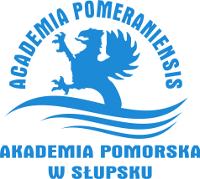 ACADEMIA POMERANIENSIS
AKADEMIA POMORSKA
W SŁUPSKU